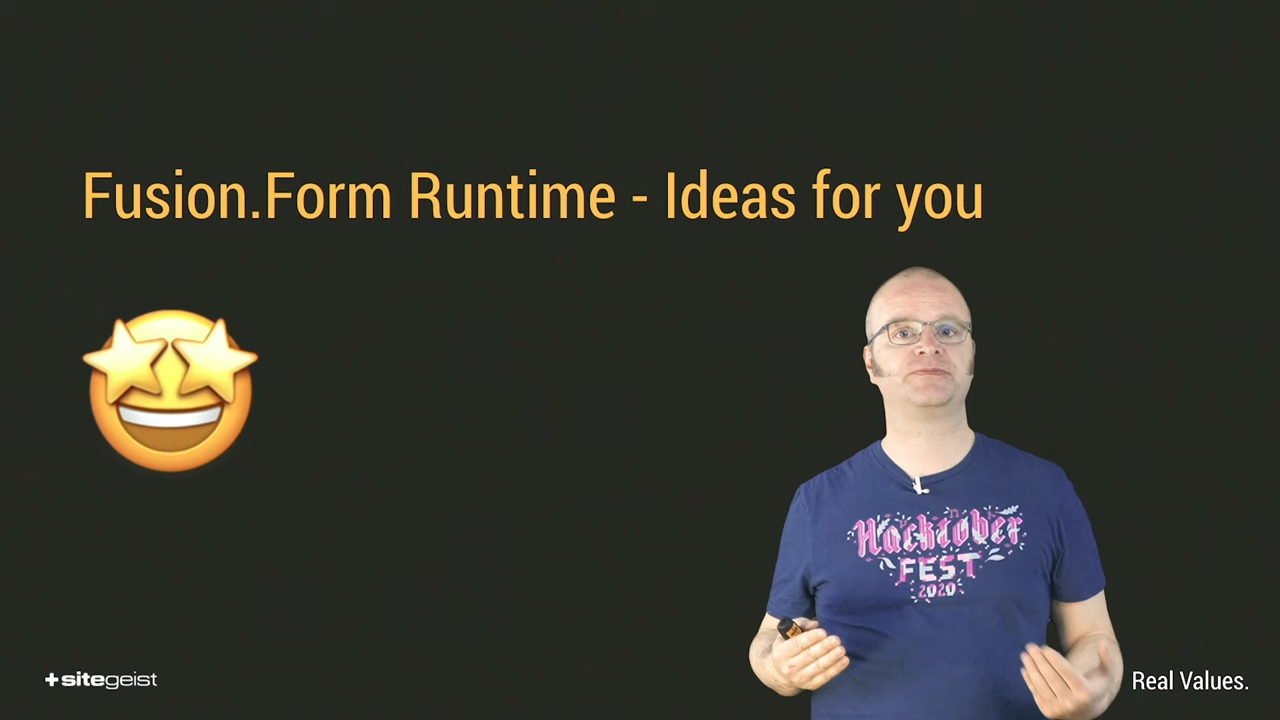 Fusion.Form Runtime - Ideas for you
Hacktober
FEST
2020
+sitegeist
Real Values.